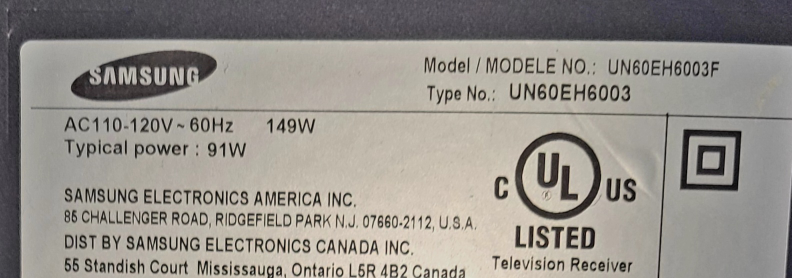 SAMSUNG
Model / MODELE NO.: UN60EH6003F
Type No.: UN60EH6003
AC110-120V~60Hz 149W
Typical power : 91W
SAMSUNG ELECTRONICS AMERICA INC.
85 CHALLENGER ROAD, RIDGEFIELD PARK N.J. 07660-2112, U.S.A.
DIST BY SAMSUNG ELECTRONICS CANADA INC.
55 Standish Court Mississauga, Ontario L5R 4B2 Canada
C UL US
LISTED
Television Receiver